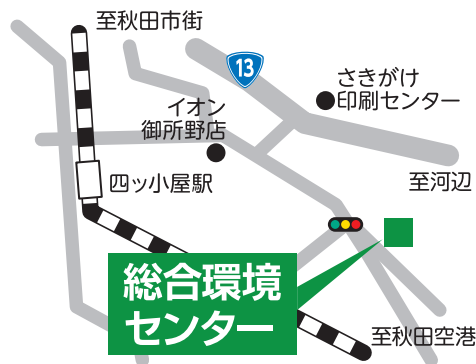 至秋田市街
13
さきがけ
印刷センター
イオン
御所野店
至河辺
四ッ小屋駅
総合環境
センター
至秋田空港